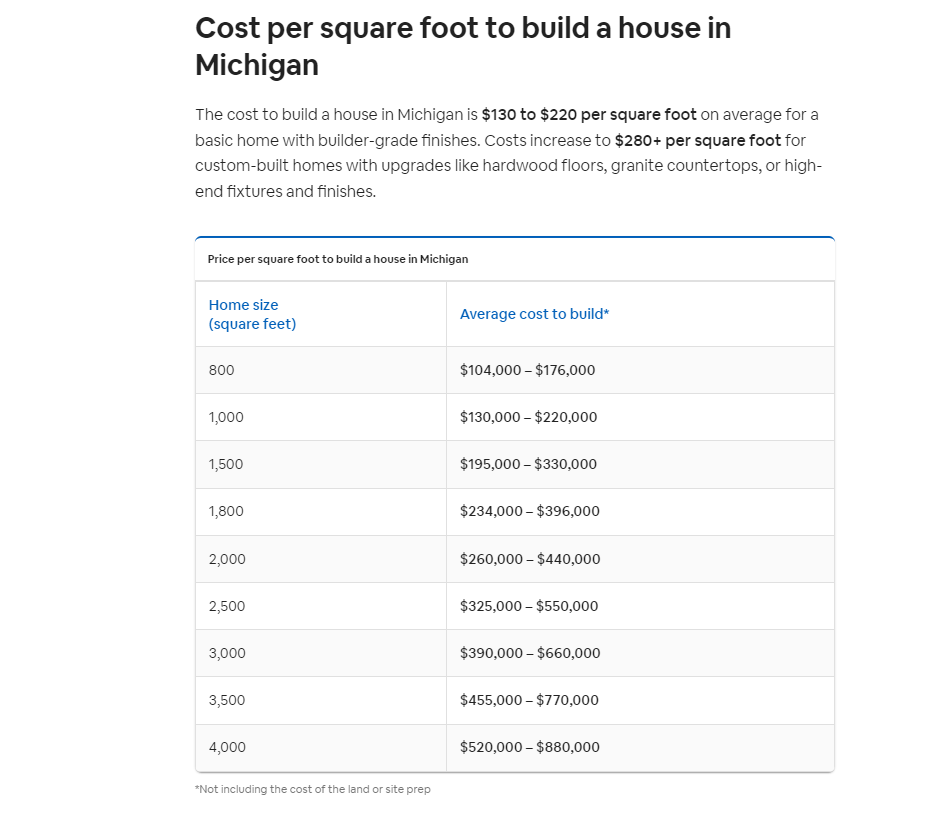 Cost per square foot to build a house in
Michigan
The cost to build a house in Michigan is $130 to $220 per square foot on average for a
basic home with builder-grade finishes. Costs increase to $280+ per square foot for
custom-built homes with upgrades like hardwood floors, granite countertops, or high-
end fixtures and finishes.
Price per square foot to build a house in Michigan
Home size
(square feet)
Average cost to build*
800 $104,000 – $176,000
1,000 $130,000 – $220,000
1,500 $195,000 – $330,000
1,800 $234,000 – $396,000
2,000 $260,000 – $440,000
2,500 $325,000 – $550,000
3,000 $390,000 – $660,000
3,500 $455,000 – $770,000
4,000 $520,000 – $880,000
*Not including the cost of the land or site prep